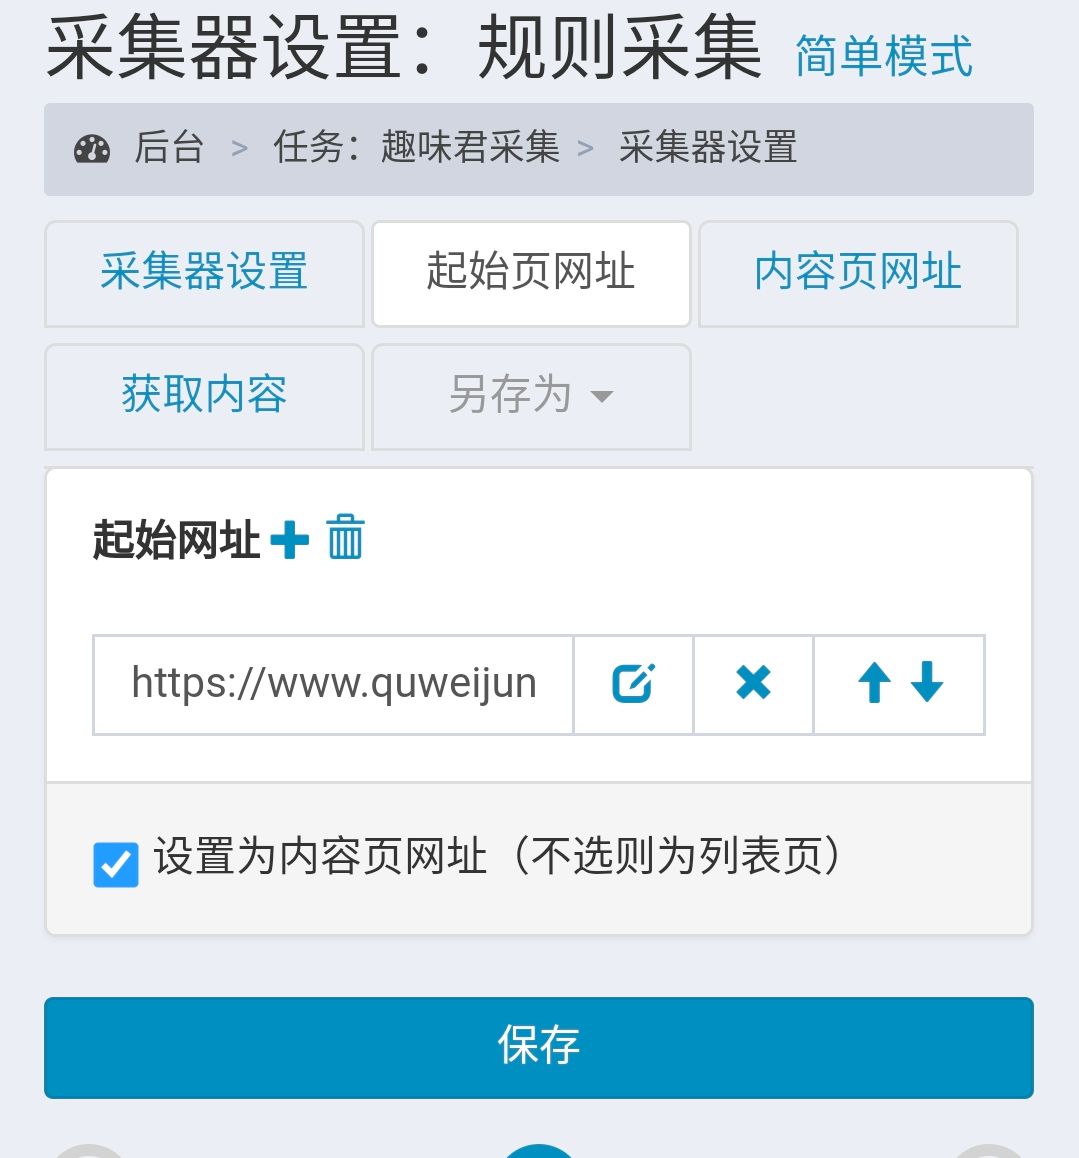 采集器设置：规则采集 简单模式
后台 > 任务：趣味君采集 > 采集器设置
采集器设置 起始页网址 内容页网址
获取内容 另存为
起始网址
https://www.quweijun
设置为内容页网址（不选则为列表页）
保存